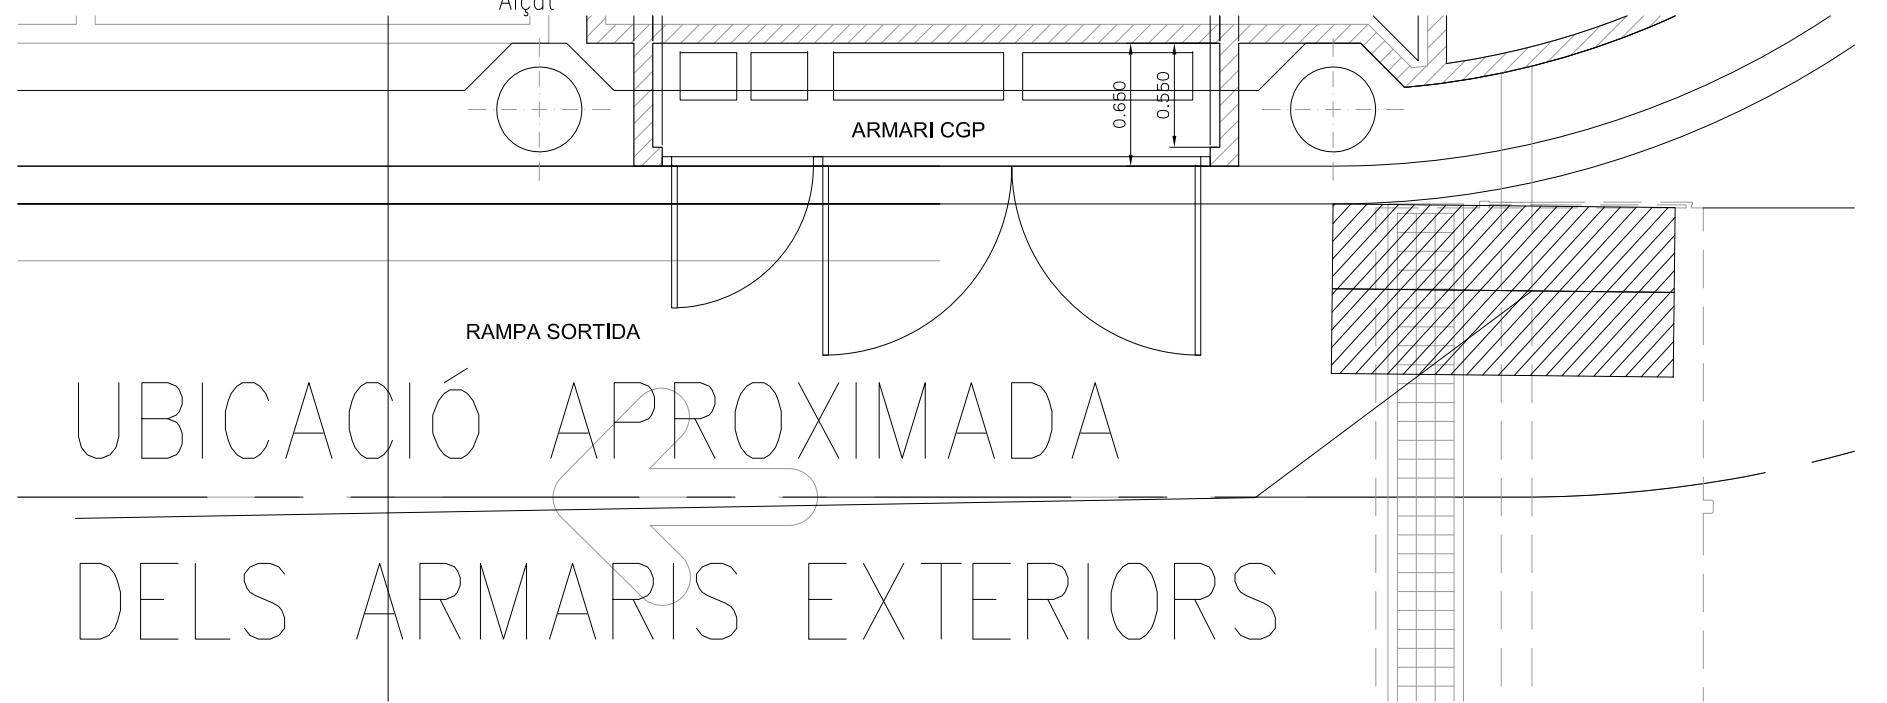 Alçat
0.650
0.550
ARMARI CGP
RAMPA SORTIDA
UBICACIÓ APROXIMADA
DELS ARMARIS EXTERIORS